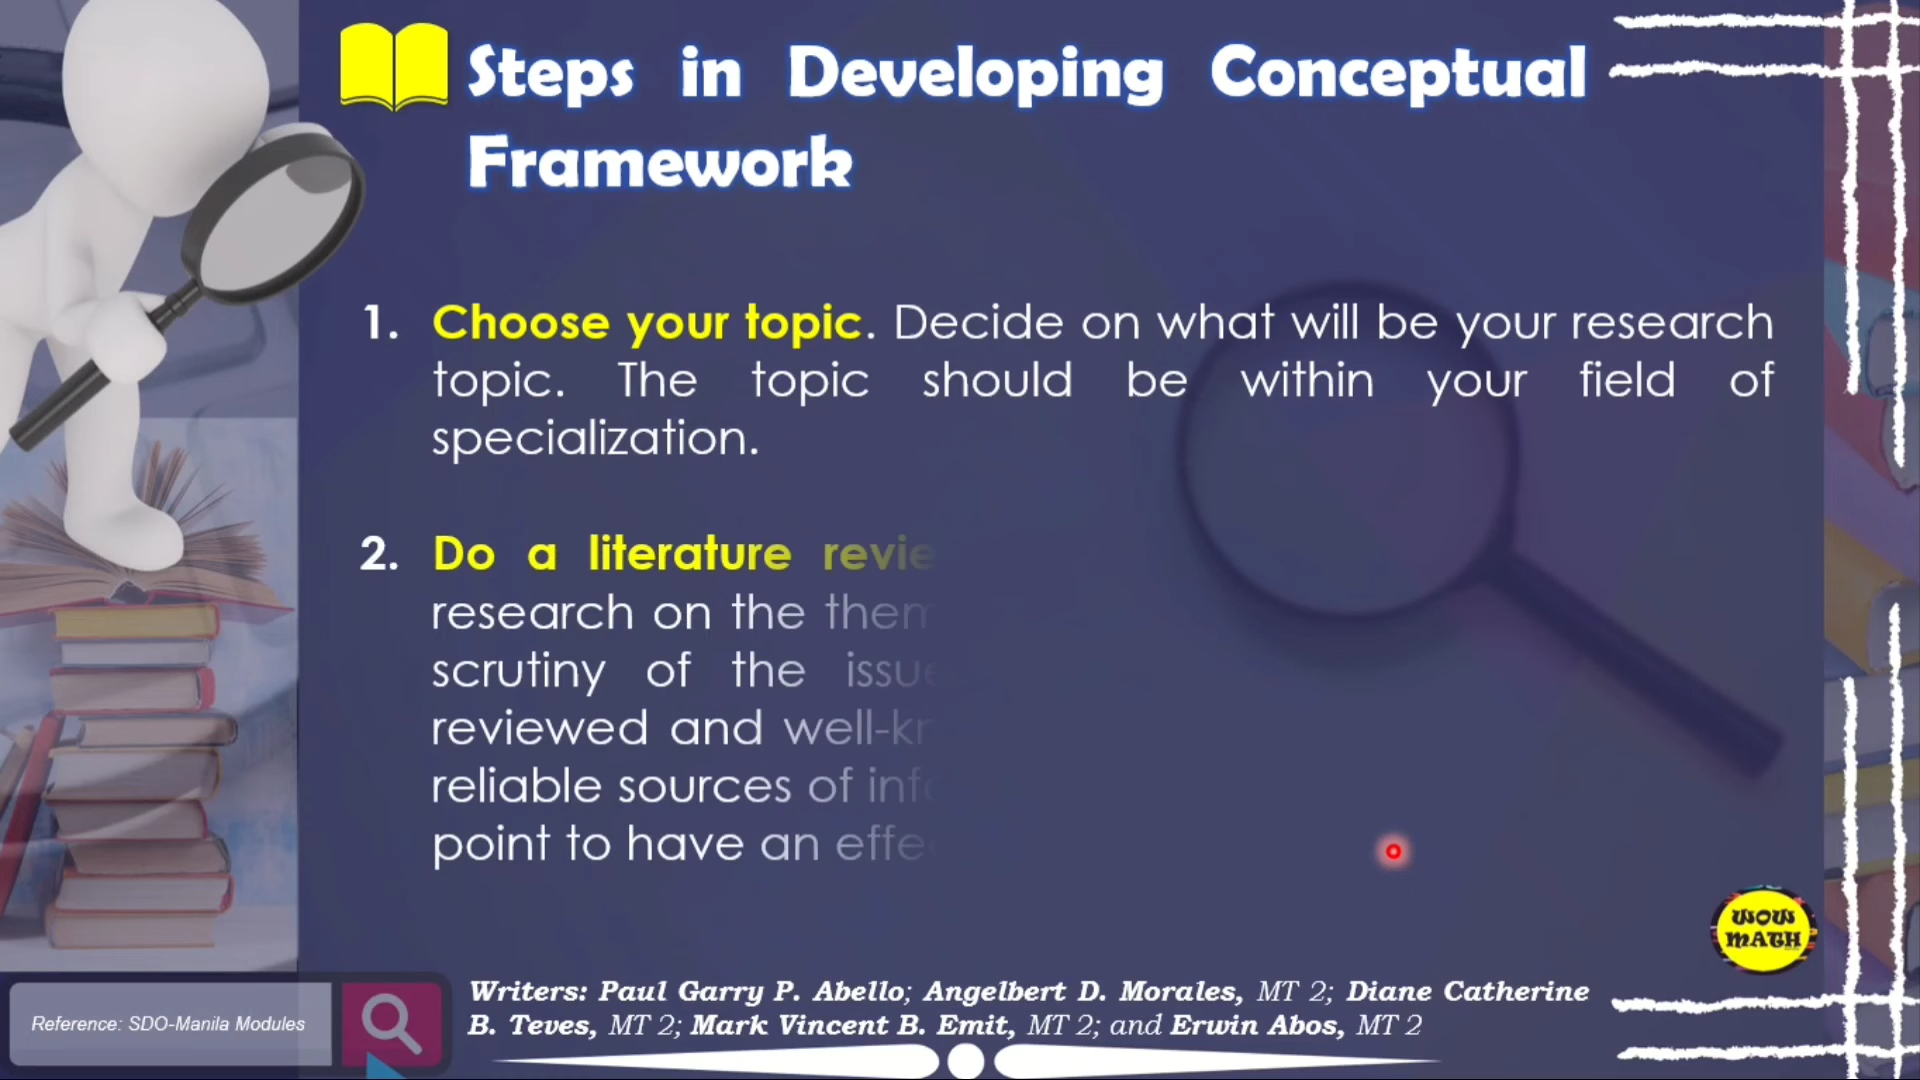 Steps in Developing Conceptual
Framework
1. Choose your topic. Decide on what will be your research
topic. The topic should be within your field of
specialization.
2. Do a literature
research on the
scrutiny of the
reviewed and
reliable sources of
point to have an
WOW
MATH
Writers: Paul Garry P. Abello; Angelbert D. Morales, MT 2; Diane Catherine
B. Teves, MT 2; Mark Vincent B. Emit, MT 2; and Erwin Abos, MT 2
Reference: SDO-Manila Modules